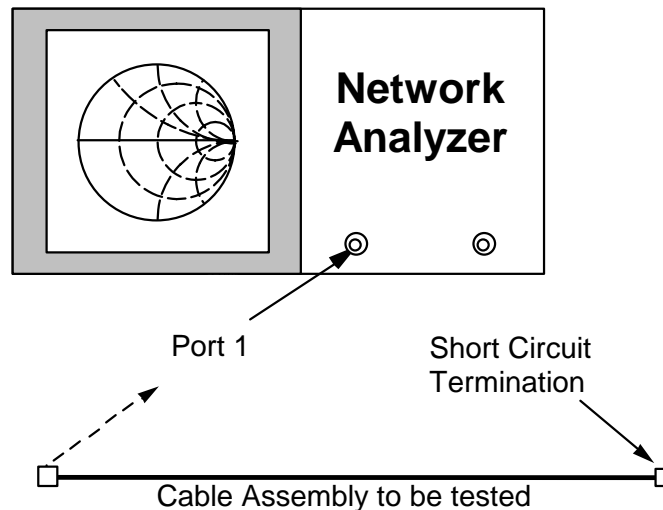 Network
Analyzer
Port 1
Short Circuit
Termination
Cable Assembly to be tested